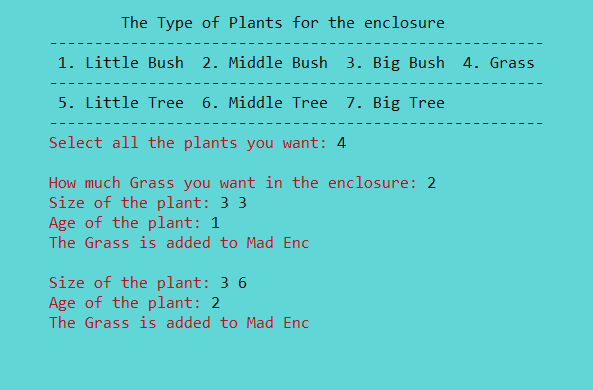 The Type of Plants for the enclosure
-------------------------------------------------------
1. Little Bush  2. Middle Bush  3. Big Bush  4. Grass
-------------------------------------------------------
5. Little Tree  6. Middle Tree  7. Big Tree
-------------------------------------------------------
Select all the plants you want: 4
How much Grass you want in the enclosure: 2
Size of the plant: 3 3
Age of the plant: 1
The Grass is added to Mad Enc
Size of the plant: 3 6
Age of the plant: 2
The Grass is added to Mad Enc